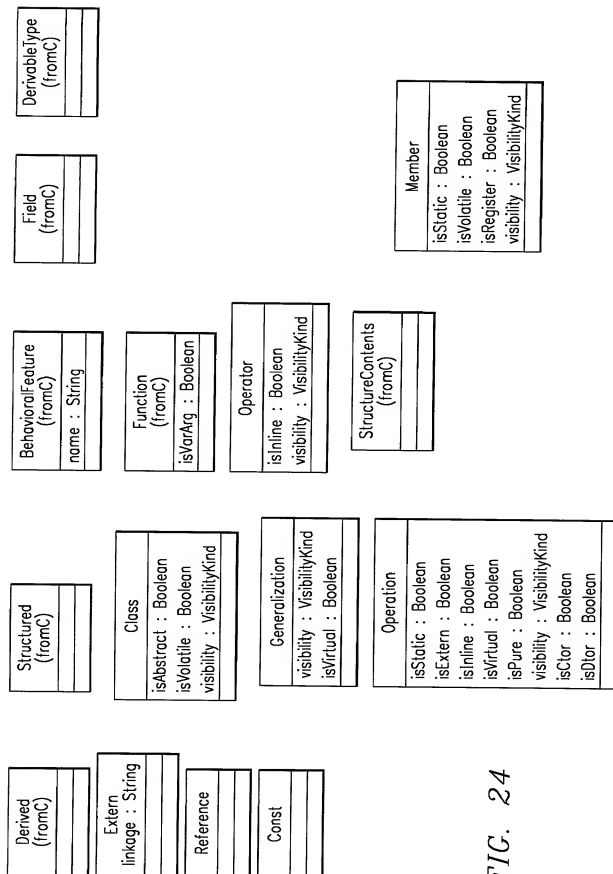 Derived
(fromC)
Extern
linkage : String
Reference
Const
Structured
(fromC)
Class
isAbstract : Boolean
isVolatile : Boolean
visibility : VisibilityKind
Generalization
visibility : VisibilityKind
isVirtual : Boolean
Operation
isStatic : Boolean
isExtern : Boolean
isInline : Boolean
isVirtual : Boolean
isPure : Boolean
visibility : VisibilityKind
isCtor : Boolean
isDtor : Boolean
BehavioralFeature
(fromC)
name : String
Function
(fromC)
isVarArg : Boolean
Operator
isInline : Boolean
visibility : VisibilityKind
StructureContents
(fromC)
Field
(fromC)
DerivableType
(fromC)
Member
isStatic : Boolean
isVolatile : Boolean
isRegister : Boolean
visibility : VisibilityKind
FIG. 24